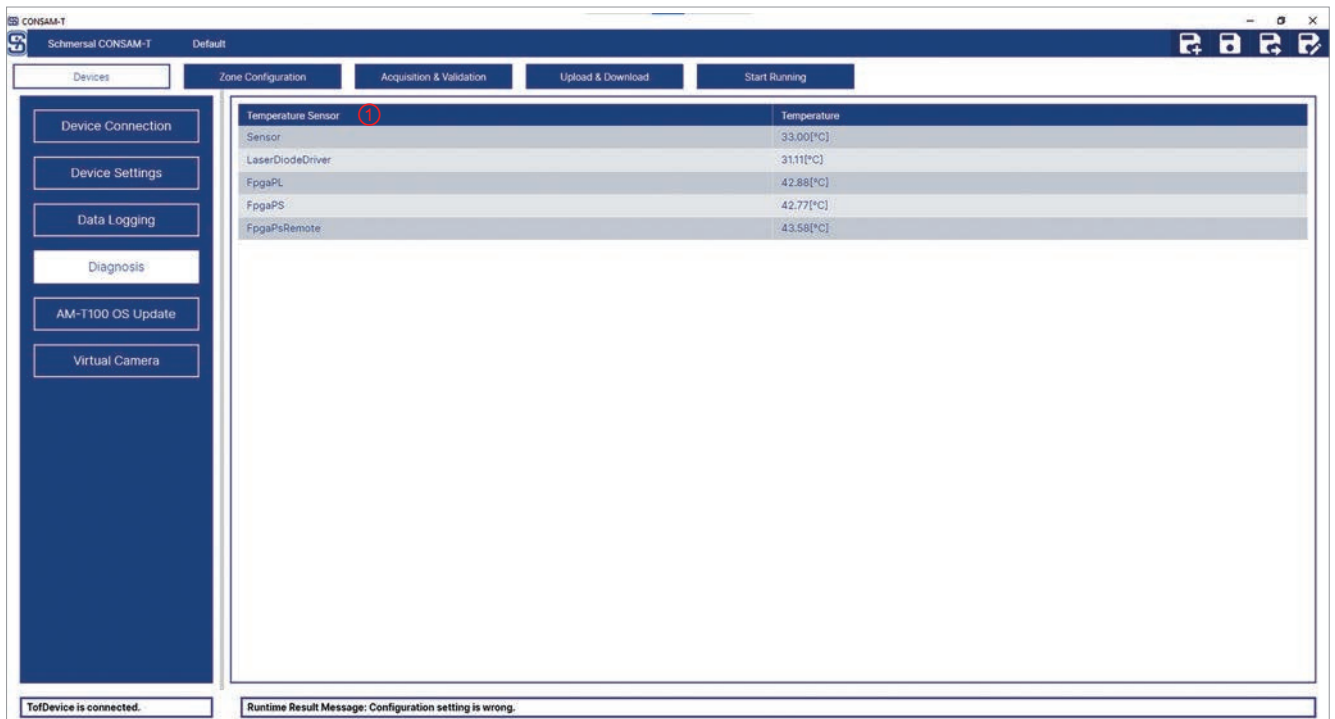 CONSAM-T
Schmersal CONSAM-T Default
Devices Zone Configuration Acquisition & Validation Upload & Download Start Running
Device Connection
Device Settings
Data Logging
Diagnosis
AM-T100 OS Update
Virtual Camera
Temperature Sensor ① Temperature
Sensor 33.00[°C]
LaserDiodeDriver 31.11[°C]
FpgaPL 42.88[°C]
FpgaPS 42.77[°C]
FpgaPsRemote 43.58[°C]
TofDevice is connected. Runtime Result Message: Configuration setting is wrong.